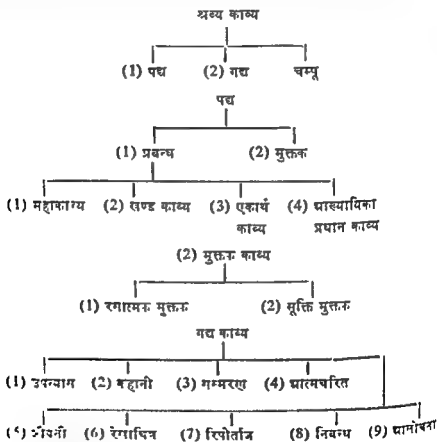 श्रव्य काव्य
(1) पद्य (2) गद्य चम्पू
पद्य
(1) प्रबन्ध (2) मुक्तक
(1) महाकाव्य (2) खण्ड काव्य (3) एकार्थ (4) आख्यायिका
काव्य प्रधान काव्य
(2) मुक्तक काव्य
(1) रसात्मक मुक्तक (2) सूक्ति मुक्तक
गद्य काव्य
(1) उपन्यास (2) कहानी (3) संस्मरण (4) आत्मचरित
(5) जीवनी (6) रेखाचित्र (7) रिपोर्ताज (8) निबन्ध (9) आलोचना